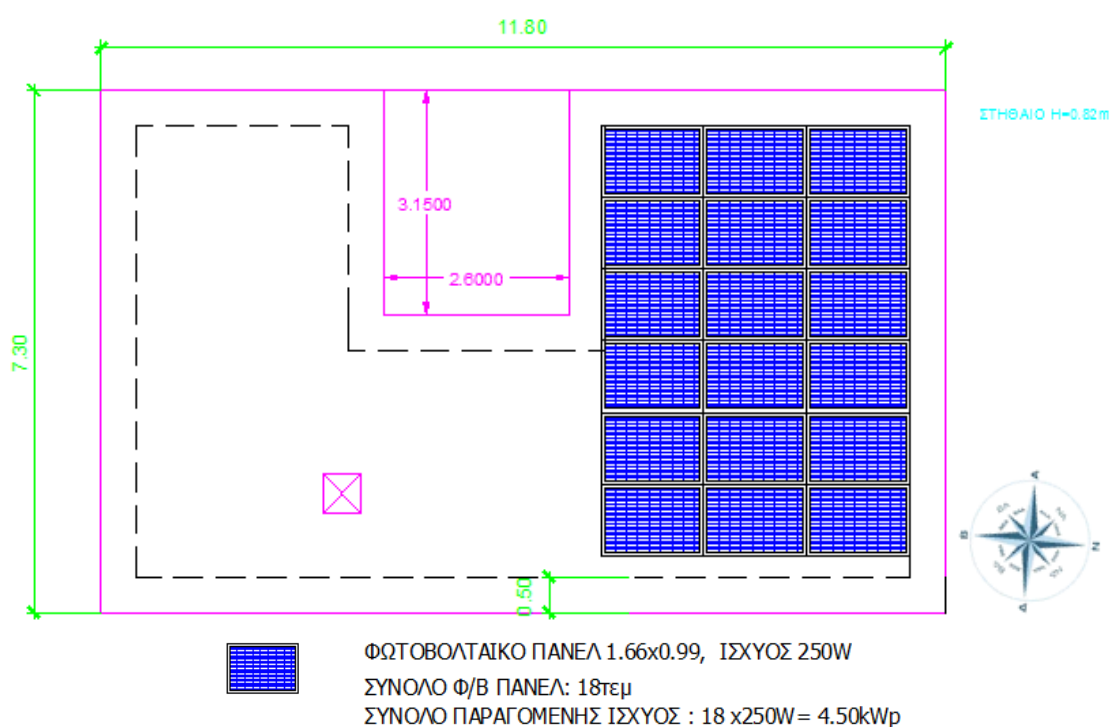 11.80
ΣΤΗΘΑΙΟ H=0.82m
3.1500
2.6000
7.30
0.50
Α
Β
Ν
Δ
ΦΩΤΟΒΟΛΤΑΙΚΟ ΠΑΝΕΛ 1.66x0.99, ΙΣΧΥΟΣ 250W
ΣΥΝΟΛΟ Φ/Β ΠΑΝΕΛ: 18τεμ
ΣΥΝΟΛΟ ΠΑΡΑΓΟΜΕΝΗΣ ΙΣΧΥΟΣ : 18 x250W = 4.50kWp